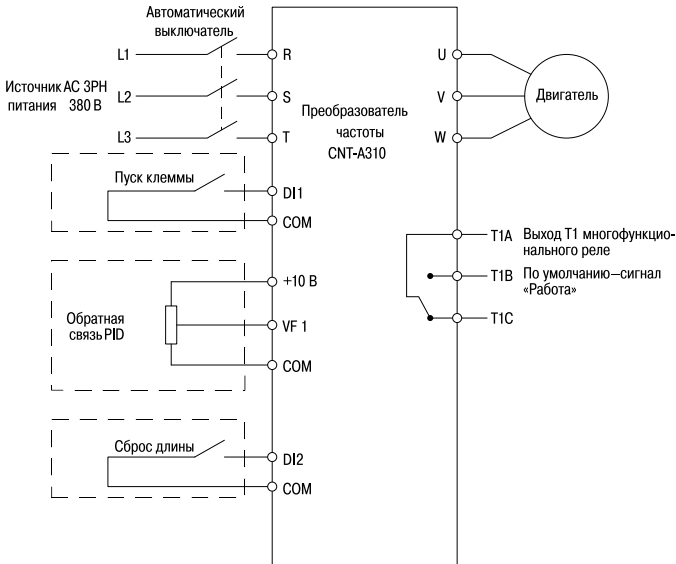 Автоматический
выключатель
L1
R
U
Источник AC 3PH
питания 380 В
L2
S
V
Двигатель
L3
T
W
Преобразователь
частоты
CNT-A310
Пуск клеммы
DI1
COM
T1A
Выход T1 многофункцио-
нального реле
+10 В
T1B
По умолчанию—сигнал
«Работа»
Обратная
связь PID
VF 1
T1C
COM
Сброс длины
DI2
COM